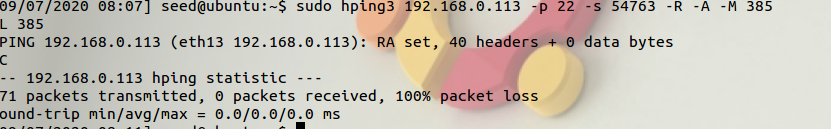 09/07/2020 08:07] seed@ubuntu:~$ sudo hping3 192.168.0.113 -p 22 -s 54763 -R -A -M 385
L 385
PING 192.168.0.113 (eth13 192.168.0.113): RA set, 40 headers + 0 data bytes
C
-- 192.168.0.113 hping statistic ---
71 packets transmitted, 0 packets received, 100% packet loss
ound-trip min/avg/max = 0.0/0.0/0.0 ms